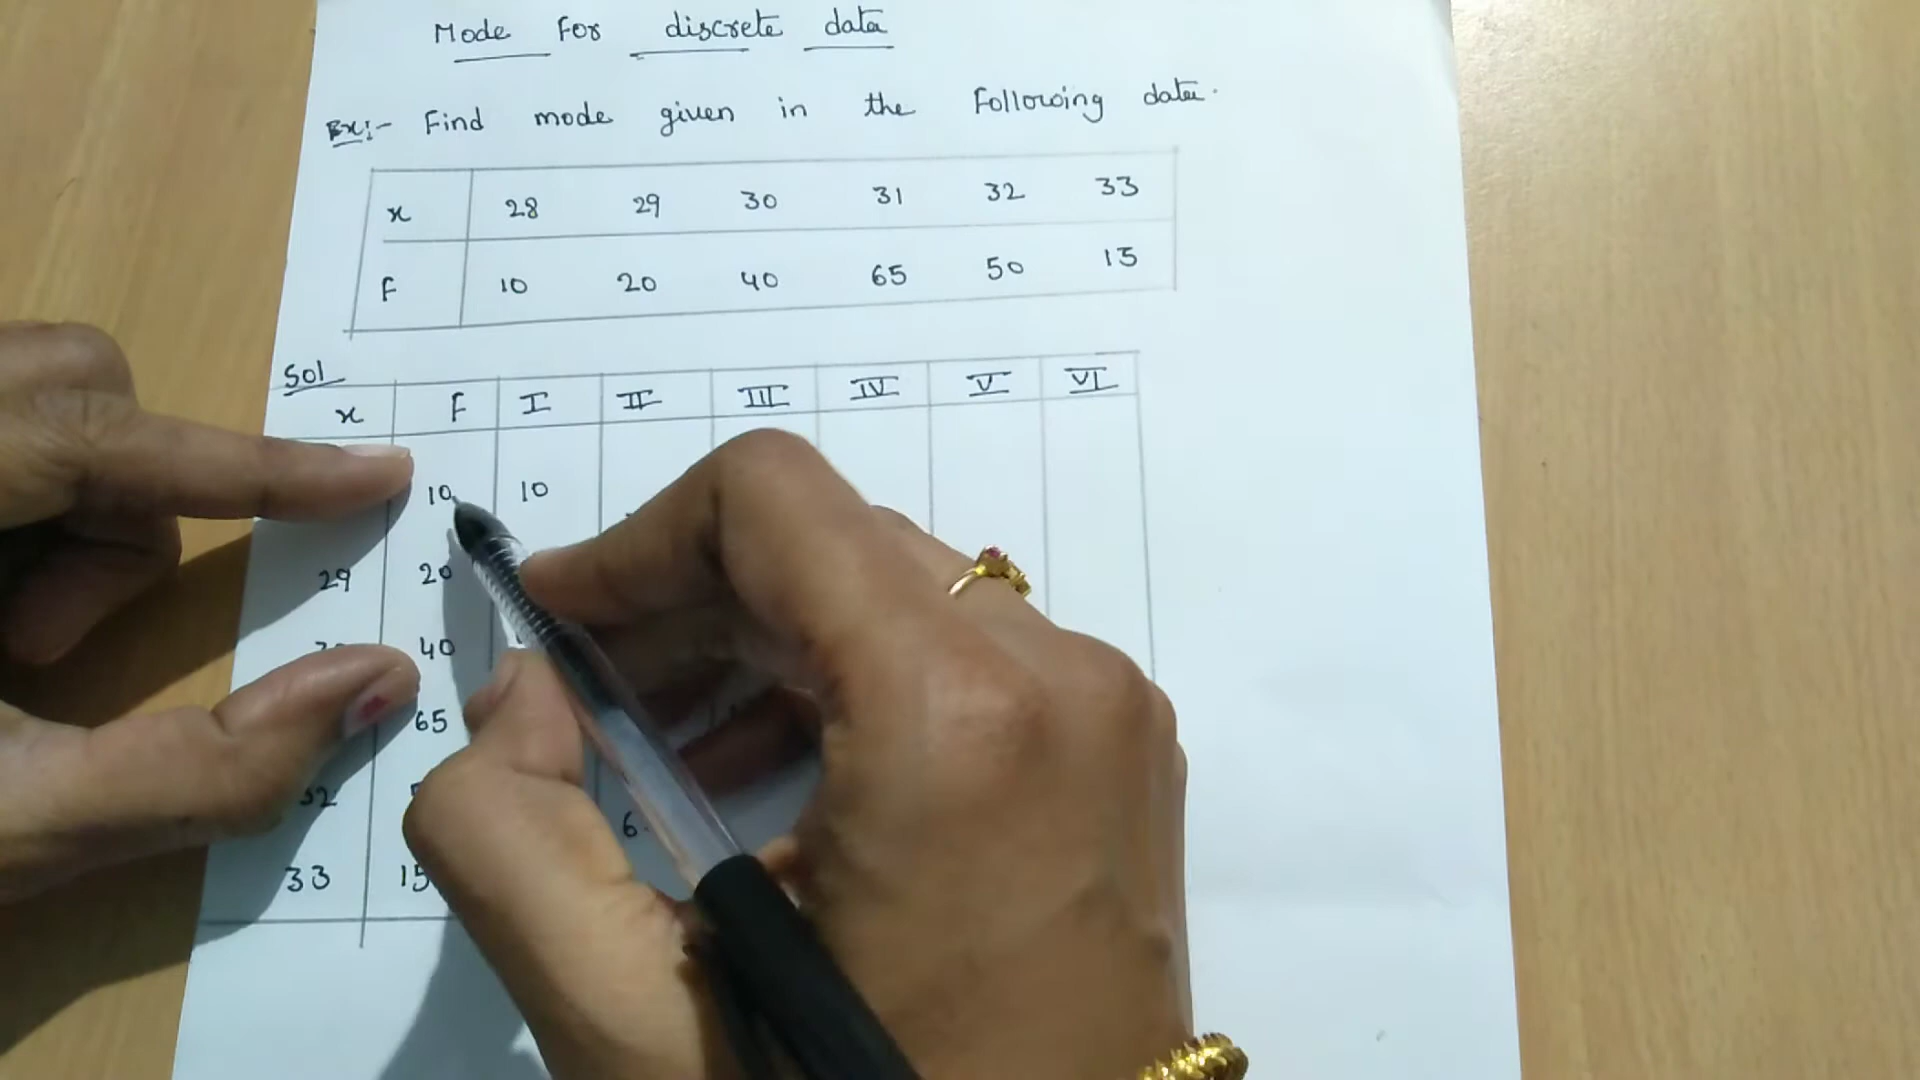 Mode For discrete data
Ex:- Find mode given in the Following data.
x 28 29 30 31 32 33
F 10 20 40 65 50 15
Sol
x F I II III IV V VI
10 10
29 20
40
65
32
33 15